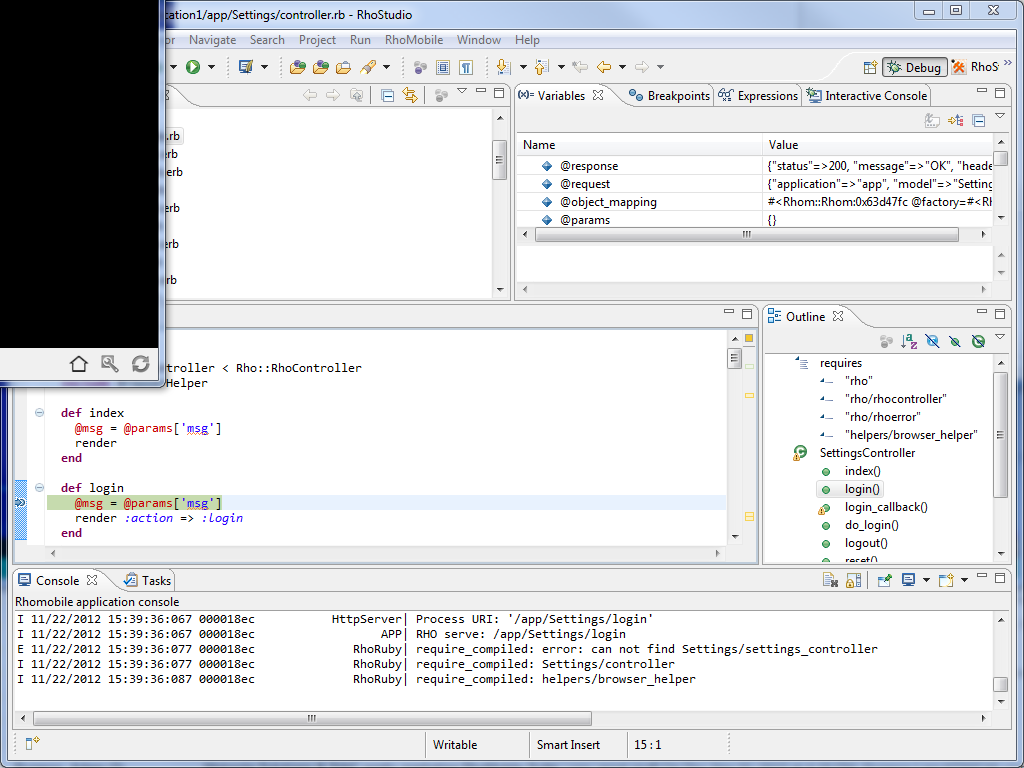 cation1/app/Settings/controller.rb - RhoStudio
or Navigate Search Project Run RhoMobile Window Help
Debug RhoS »
.rb
erb
erb
erb
erb
rb
(x)= Variables Breakpoints Expressions Interactive Console
Name Value
@response {"status"=>200, "message"=>"OK", "heade
@request {"application"=>"app", "model"=>"Setting
@object_mapping #<Rhom::Rhom:0x63d47fc @factory=#<Rh
@params {}
troller < Rho::RhoController
Helper
def index
@msg = @params['msg']
render
end
def login
@msg = @params['msg']
render :action => :login
end
Outline
requires
"rho"
"rho/rhocontroller"
"rho/rhoerror"
"helpers/browser_helper"
SettingsController
index()
login()
login_callback()
do_login()
logout()
reset()
Console Tasks
Rhomobile application console
I 11/22/2012 15:39:36:067 000018ec HttpServer| Process URI: '/app/Settings/login'
I 11/22/2012 15:39:36:067 000018ec APP| RHO serve: /app/Settings/login
E 11/22/2012 15:39:36:077 000018ec RhoRuby| require_compiled: error: can not find Settings/settings_controller
I 11/22/2012 15:39:36:077 000018ec RhoRuby| require_compiled: Settings/controller
I 11/22/2012 15:39:36:087 000018ec RhoRuby| require_compiled: helpers/browser_helper
Writable Smart Insert 15:1